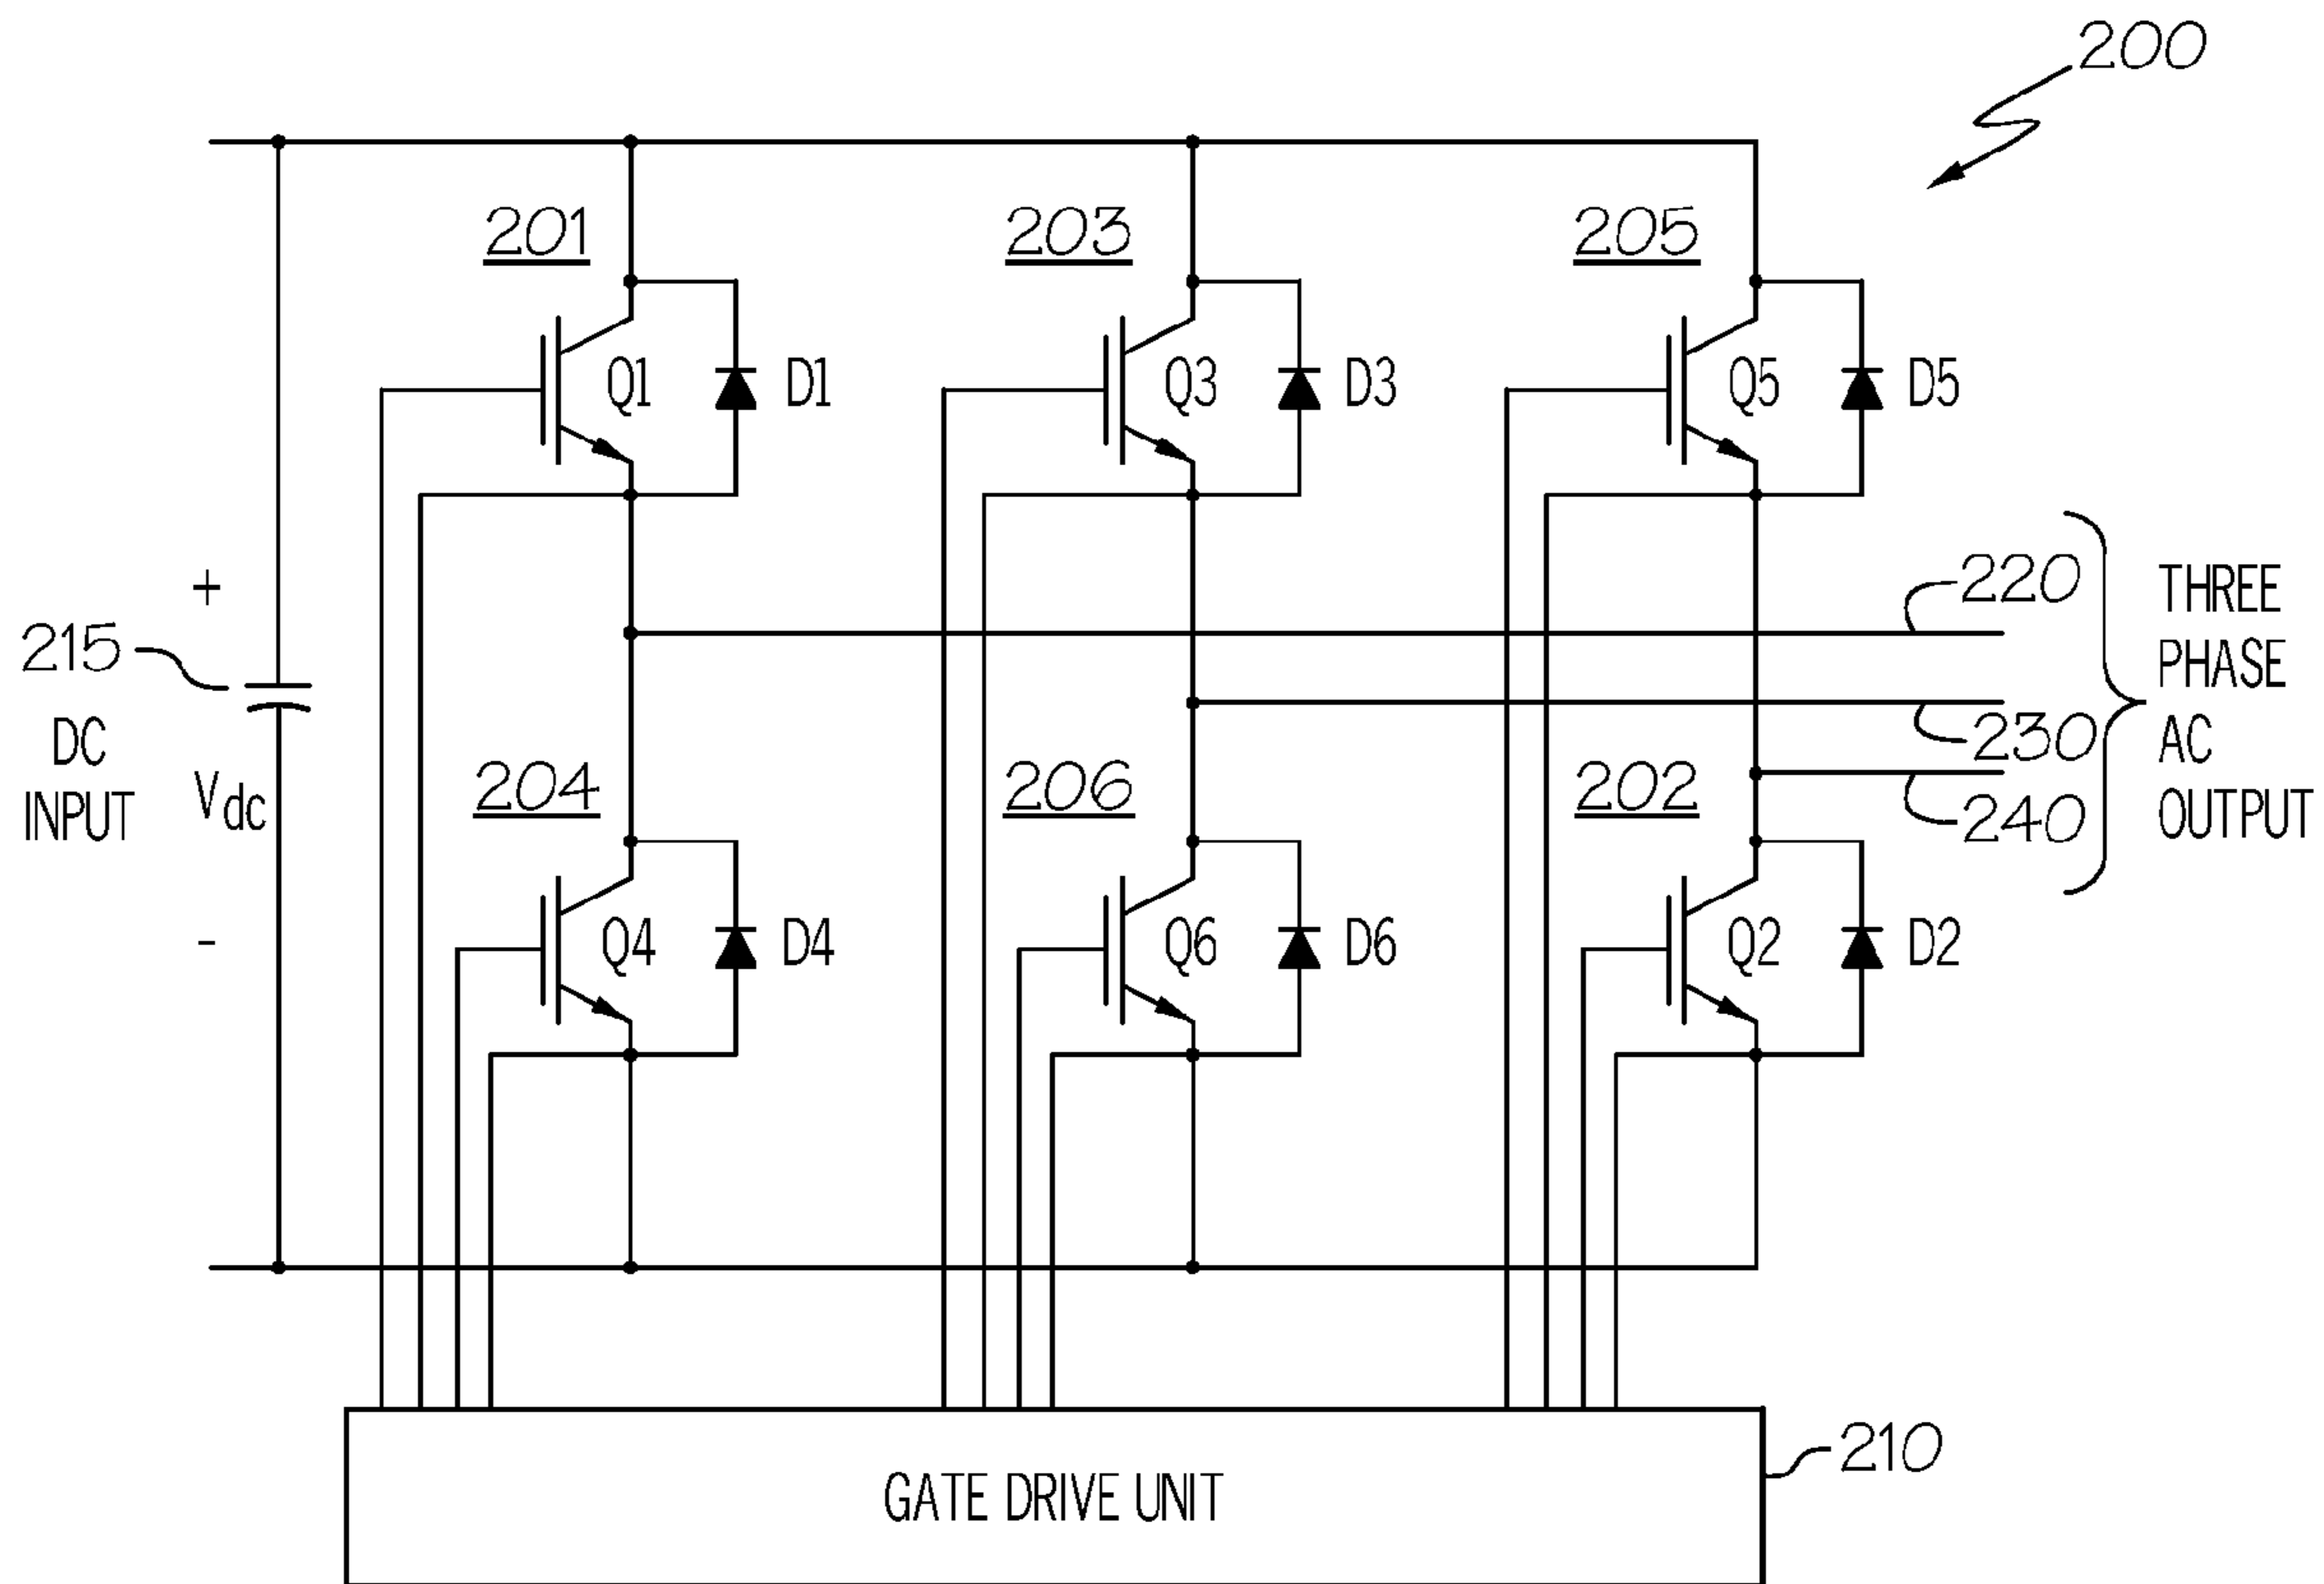 200
201
203
205
Q1
D1
Q3
D3
Q5
D5
+
215
DC
INPUT
Vdc
-
220
230
240
THREE
PHASE
AC
OUTPUT
204
206
202
Q4
D4
Q6
D6
Q2
D2
GATE DRIVE UNIT
210